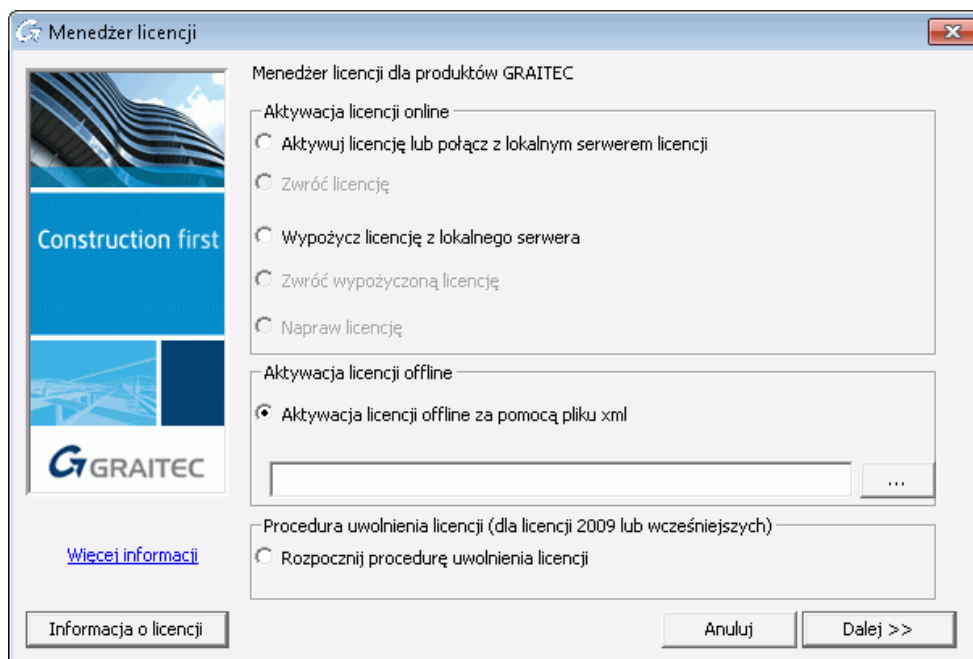 Menedżer licencji
Menedżer licencji dla produktów GRAITEC
Aktywacja licencji online
Aktywuj licencję lub połącz z lokalnym serwerem licencji
Zwróć licencję
Wypożycz licencję z lokalnego serwera
Zwróć wypożyczoną licencję
Napraw licencję
Construction first
GRAITEC
Aktywacja licencji offline
Aktywacja licencji offline za pomocą pliku xml
...
Procedura uwolnienia licencji (dla licencji 2009 lub wcześniejszych)
Rozpocznij procedurę uwolnienia licencji
Więcej informacji
Informacja o licencji
Anuluj
Dalej >>